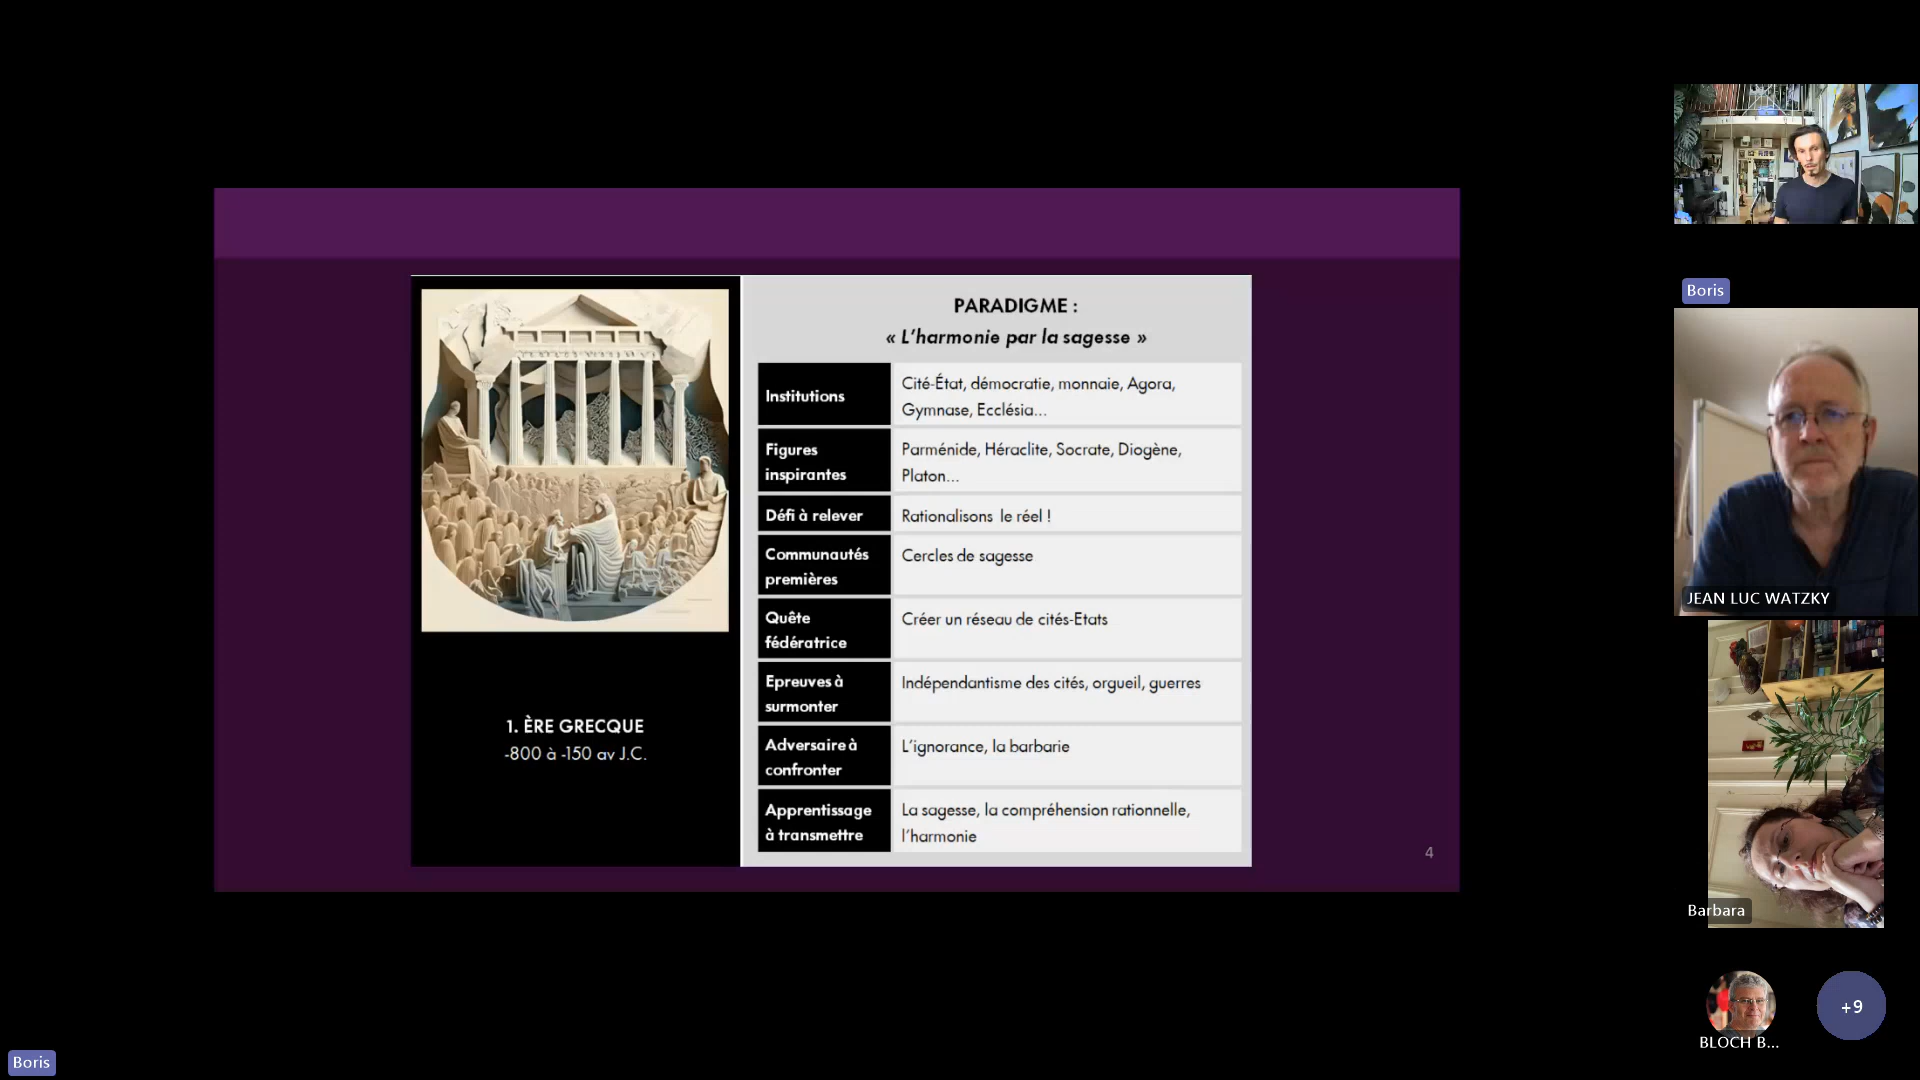 PARADIGME :
« L’harmonie par la sagesse »
Institutions
Cité-État, démocratie, monnaie, Agora,
Gymnase, Ecclésia...
Figures
inspirantes
Parménide, Héraclite, Socrate, Diogène,
Platon...
Défi à relever
Rationalisons le réel !
Communautés
premières
Cercles de sagesse
Quête
fédératrice
Créer un réseau de cités-Etats
Epreuves à
surmonter
Indépendantisme des cités, orgueil, guerres
Adversaire à
confronter
L’ignorance, la barbarie
Apprentissage
à transmettre
La sagesse, la compréhension rationnelle,
l’harmonie
1. ÈRE GRECQUE
-800 à -150 av J.C.
4
Boris
JEAN LUC WATZKY
Barbara
BLOCH B...
+9
Boris